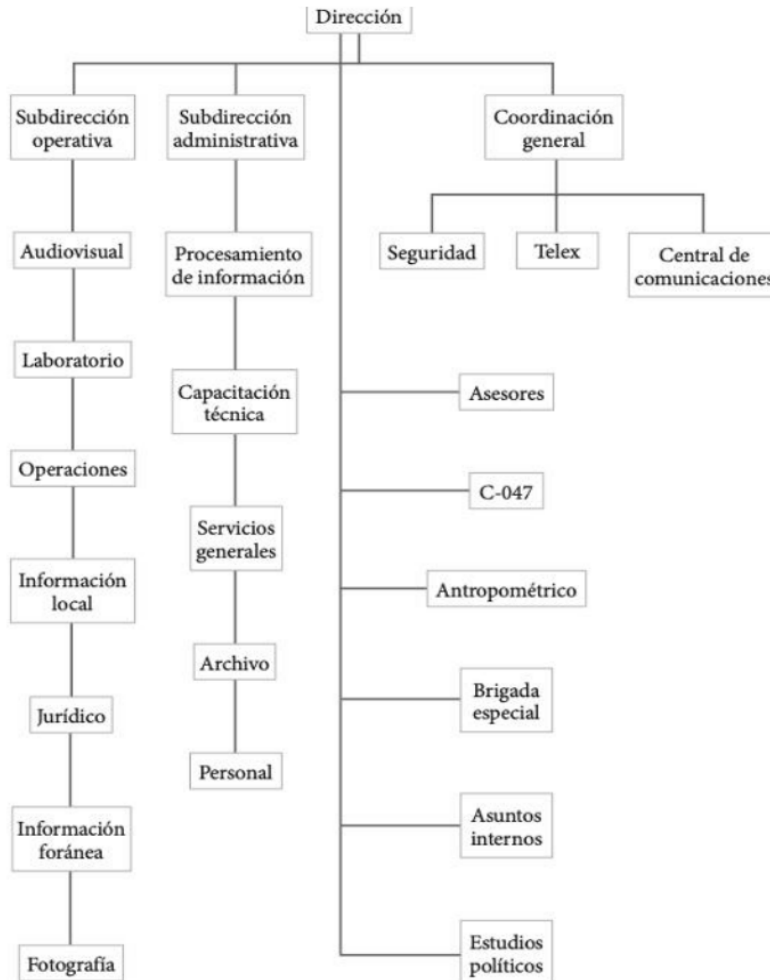 Dirección
Subdirección
operativa
Subdirección
administrativa
Coordinación
general
Audiovisual
Procesamiento
de información
Seguridad
Telex
Central de
comunicaciones
Laboratorio
Capacitación
técnica
Asesores
Operaciones
C-047
Servicios
generales
Información
local
Antropométrico
Archivo
Jurídico
Brigada
especial
Personal
Información
foránea
Asuntos
internos
Fotografía
Estudios
políticos